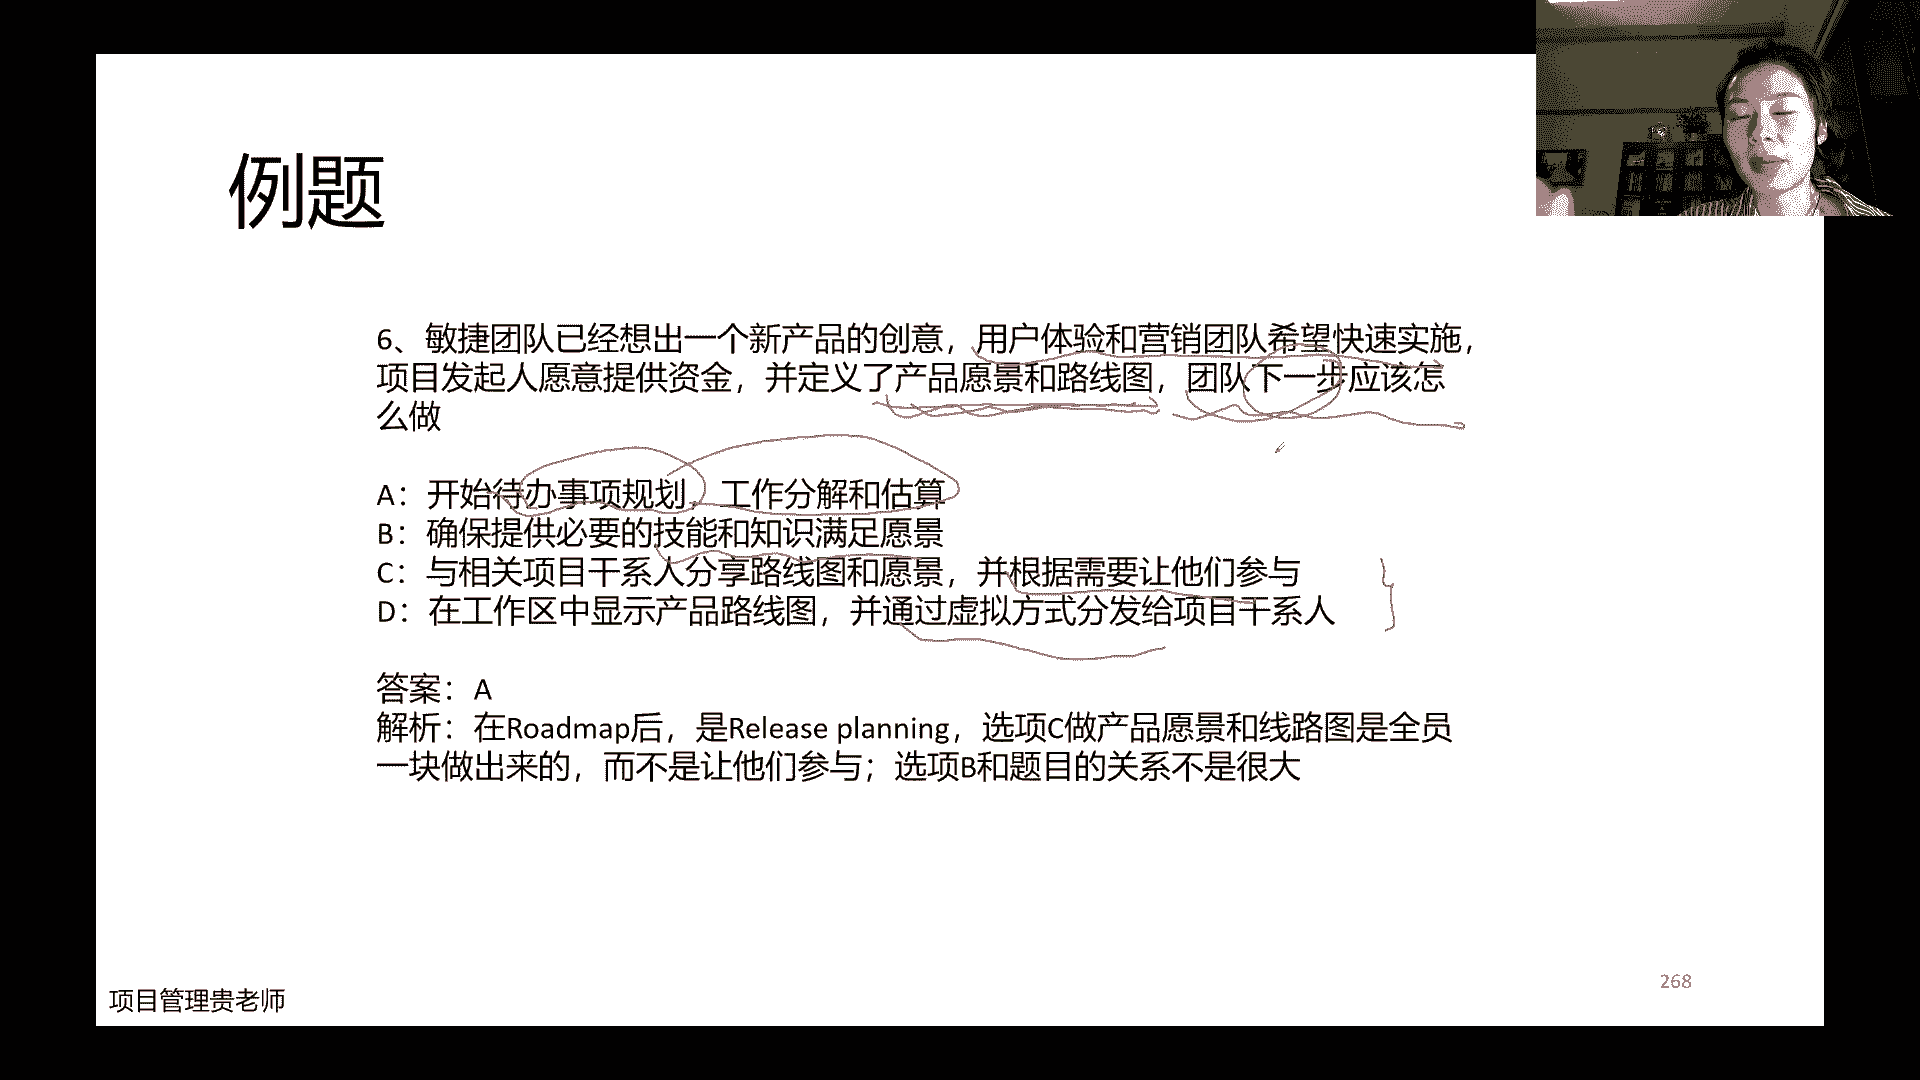 例题
6、敏捷团队已经想出一个新产品的创意，用户体验和营销团队希望快速实施，
项目发起人愿意提供资金，并定义了产品愿景和路线图，团队下一步应该怎
么做
A：开始待办事项规划，工作分解和估算
B：确保提供必要的技能和知识满足愿景
C：与相关项目干系人分享路线图和愿景，并根据需要让他们参与
D：在工作区中显示产品路线图，并通过虚拟方式分发给项目干系人
答案：A
解析：在Roadmap后，是Release planning，选项C做产品愿景和线路图是全员
一块做出来的，而不是让他们参与；选项B和题目的关系不是很大
268
项目管理贵老师